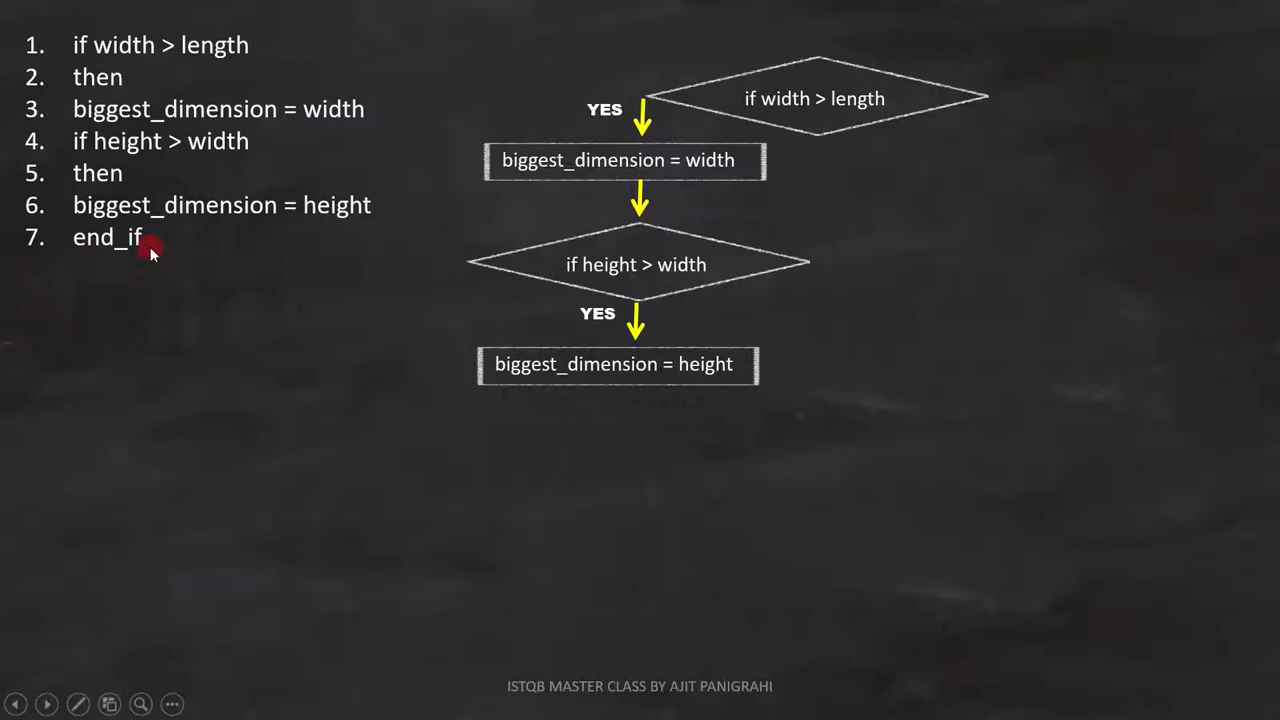 1. if width > length
2. then
3. biggest_dimension = width
4. if height > width
5. then
6. biggest_dimension = height
7. end_if
if width > length
YES
biggest_dimension = width
if height > width
YES
biggest_dimension = height
ISTQB MASTER CLASS BY AJIT PANIGRAHI